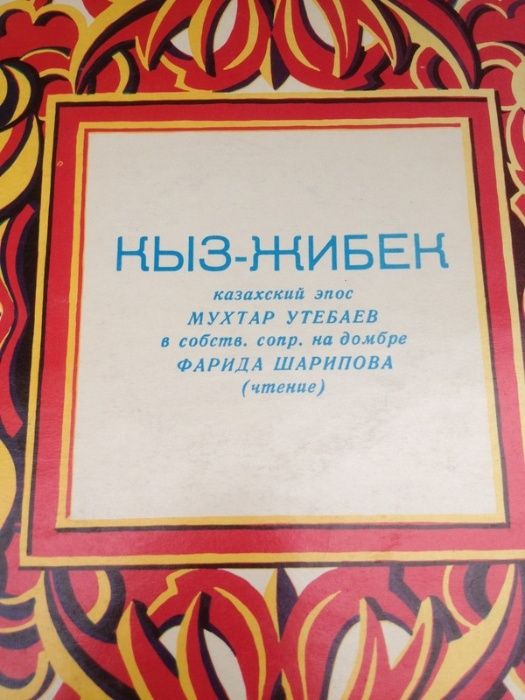 КЫЗ-ЖИБЕК
казахский эпос
МУХТАР УТЕБАЕВ
в собств. сопр. на домбре
ФАРИДА ШАРИПОВА
(чтение)